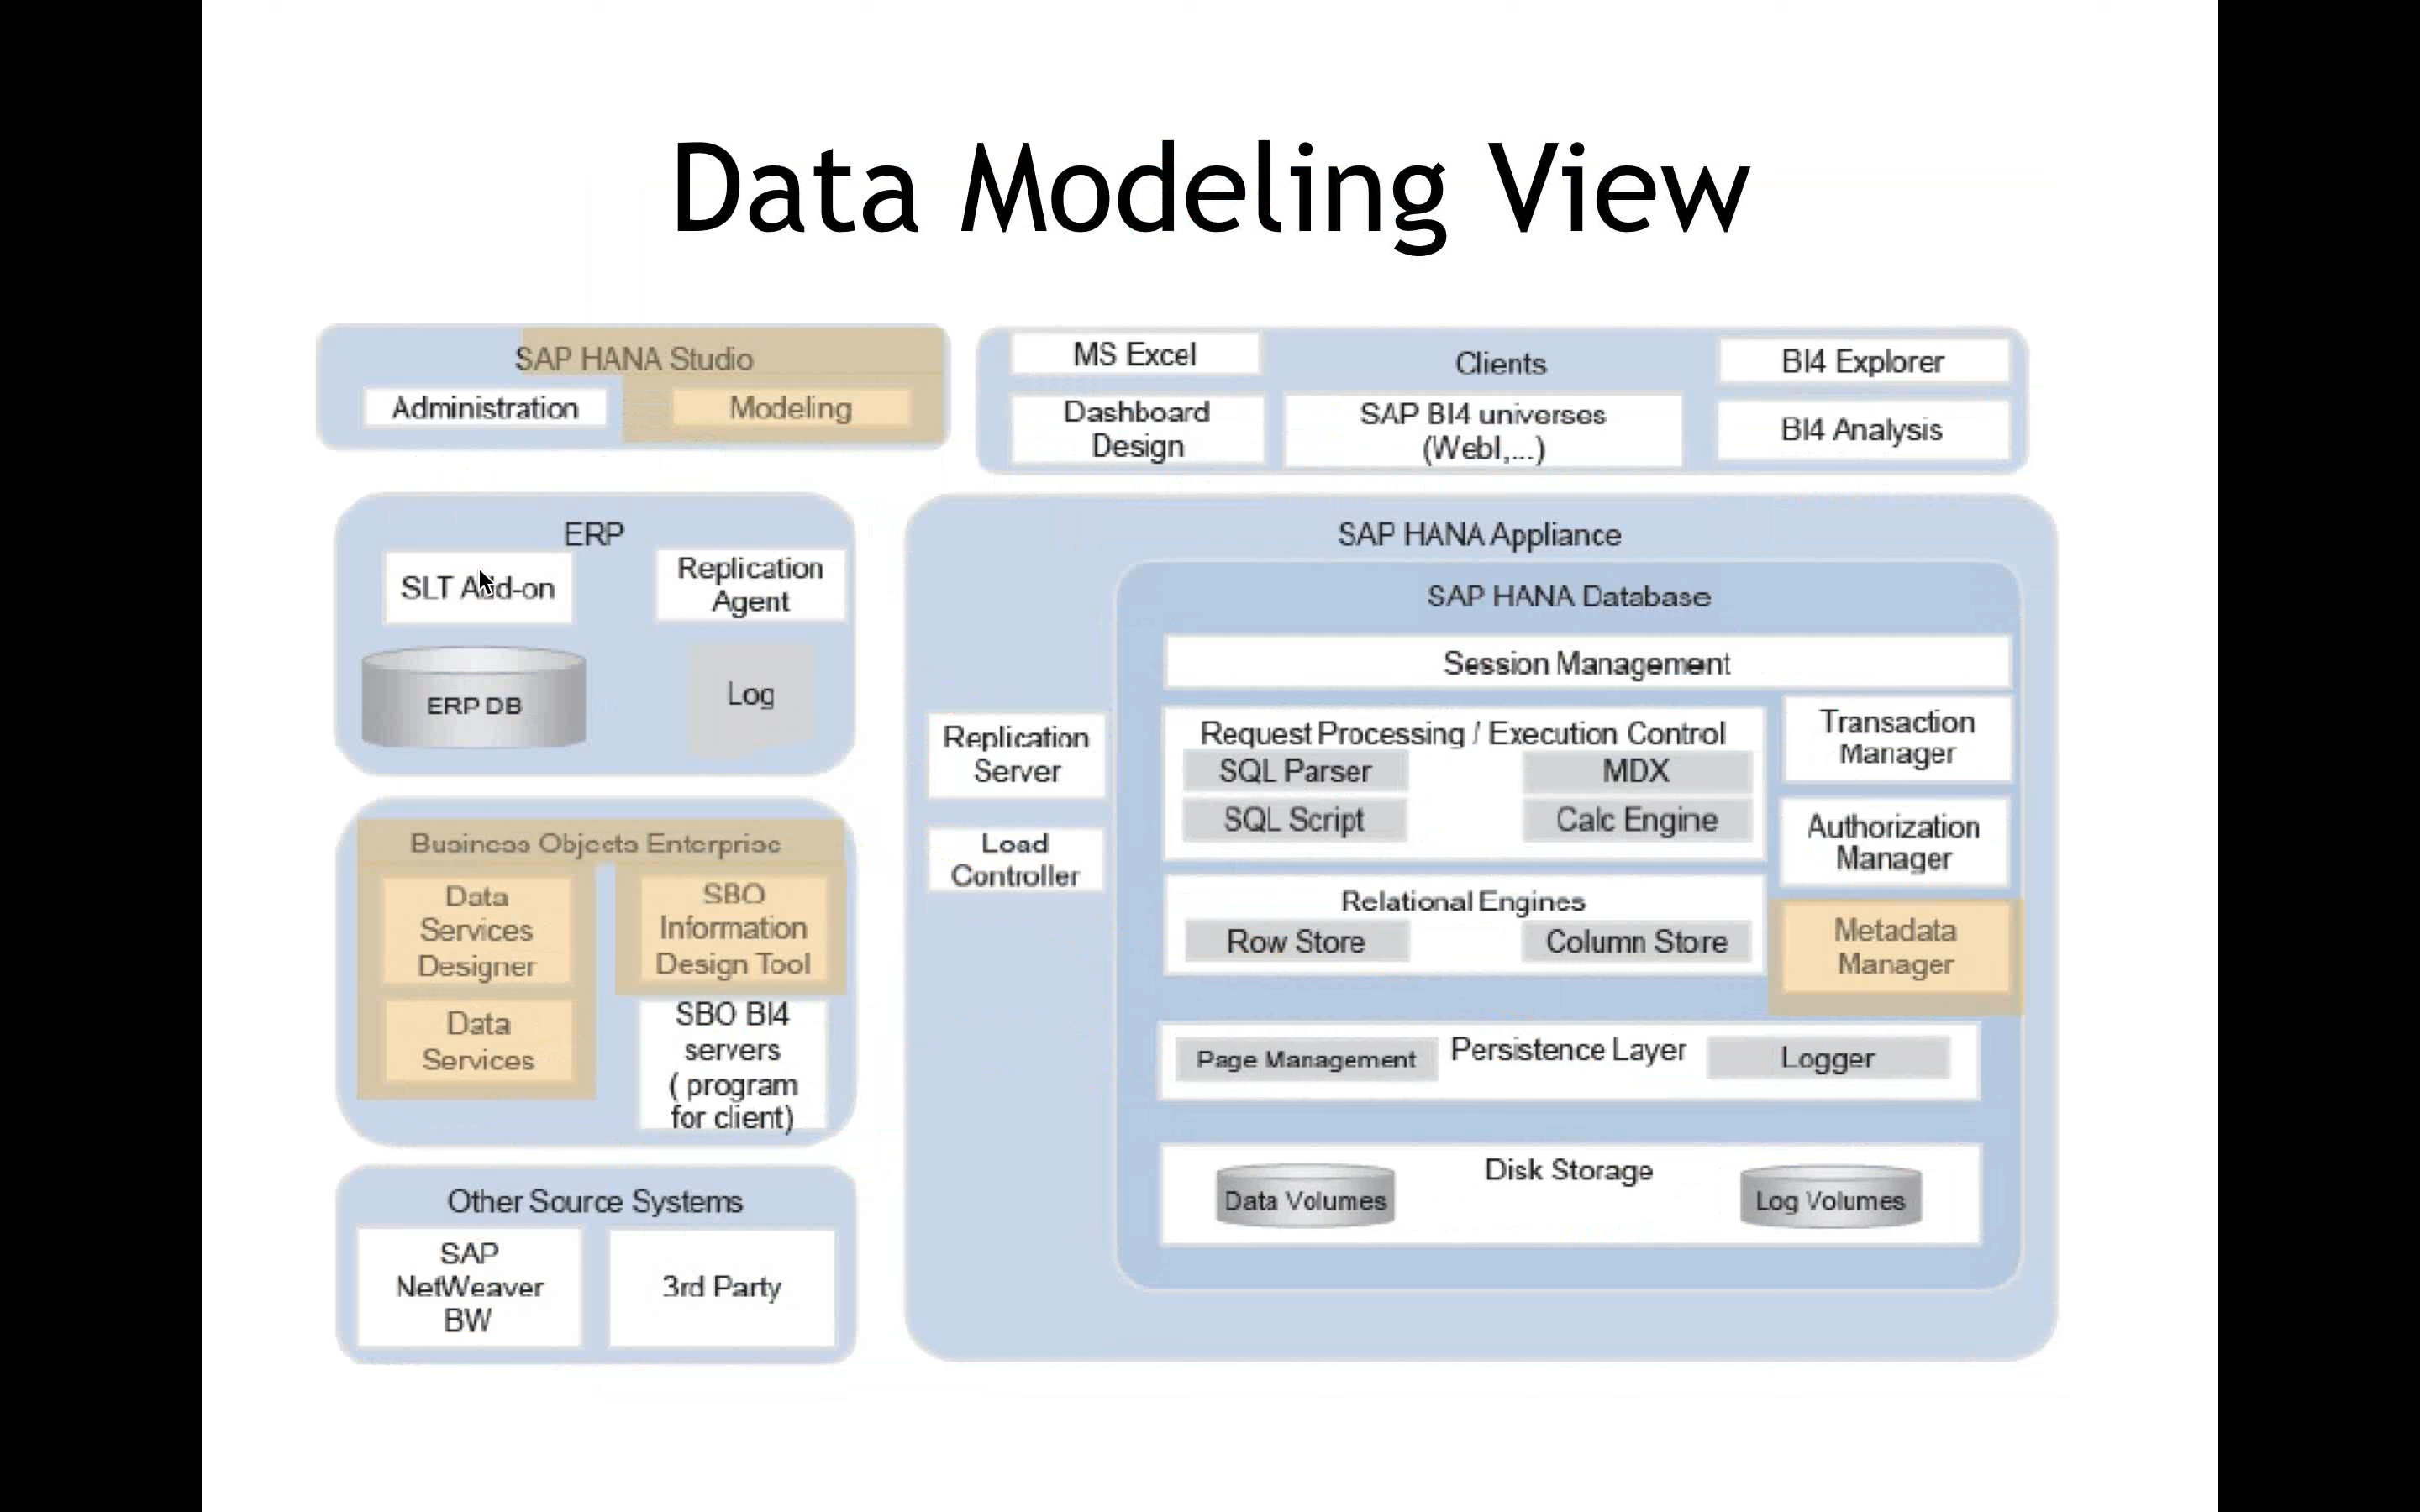 Data Modeling View
SAP HANA Studio
Administration
Modeling
MS Excel
Clients
BI4 Explorer
Dashboard
Design
SAP BI4 universes
(WebI,...)
BI4 Analysis
ERP
SLT Add-on
Replication
Agent
ERP DB
Log
Business Objects Enterprise
Data
Services
Designer
SBO
Information
Design Tool
Data
Services
SBO BI4
servers
( program
for client)
Other Source Systems
SAP
NetWeaver
BW
3rd Party
SAP HANA Appliance
Replication
Server
Load
Controller
SAP HANA Database
Session Management
Request Processing / Execution Control
SQL Parser
MDX
SQL Script
Calc Engine
Transaction
Manager
Authorization
Manager
Relational Engines
Row Store
Column Store
Metadata
Manager
Page Management
Persistence Layer
Logger
Disk Storage
Data Volumes
Log Volumes